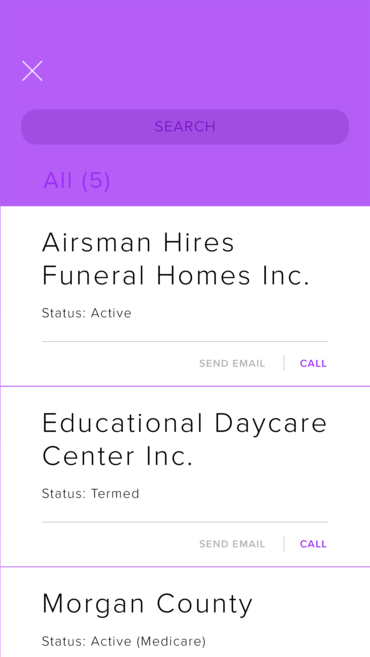 SEARCH
All (5)
Airsman Hires
Funeral Homes Inc.
Status: Active
SEND EMAIL CALL
Educational Daycare
Center Inc.
Status: Termed
SEND EMAIL CALL
Morgan County
Status: Active (Medicare)